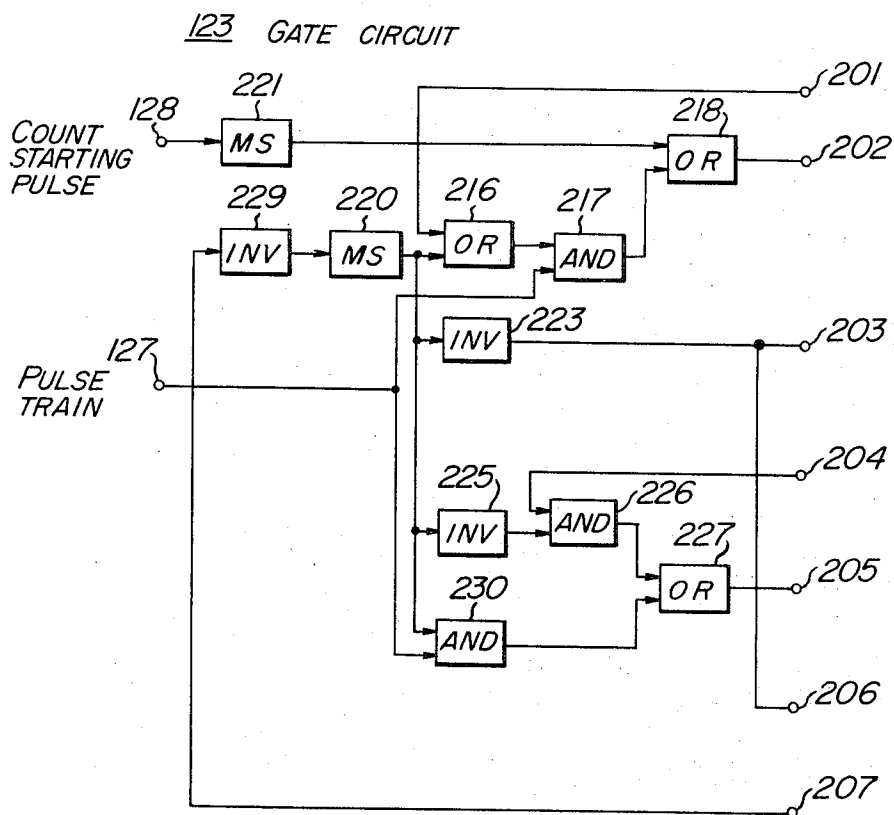 123 GATE CIRCUIT
201
221
128
218
COUNT
STARTING
PULSE
MS
OR
202
229
220
216
217
INV
MS
OR
AND
223
INV
203
127
PULSE
TRAIN
204
225
226
INV
AND
227
OR
205
230
AND
206
207